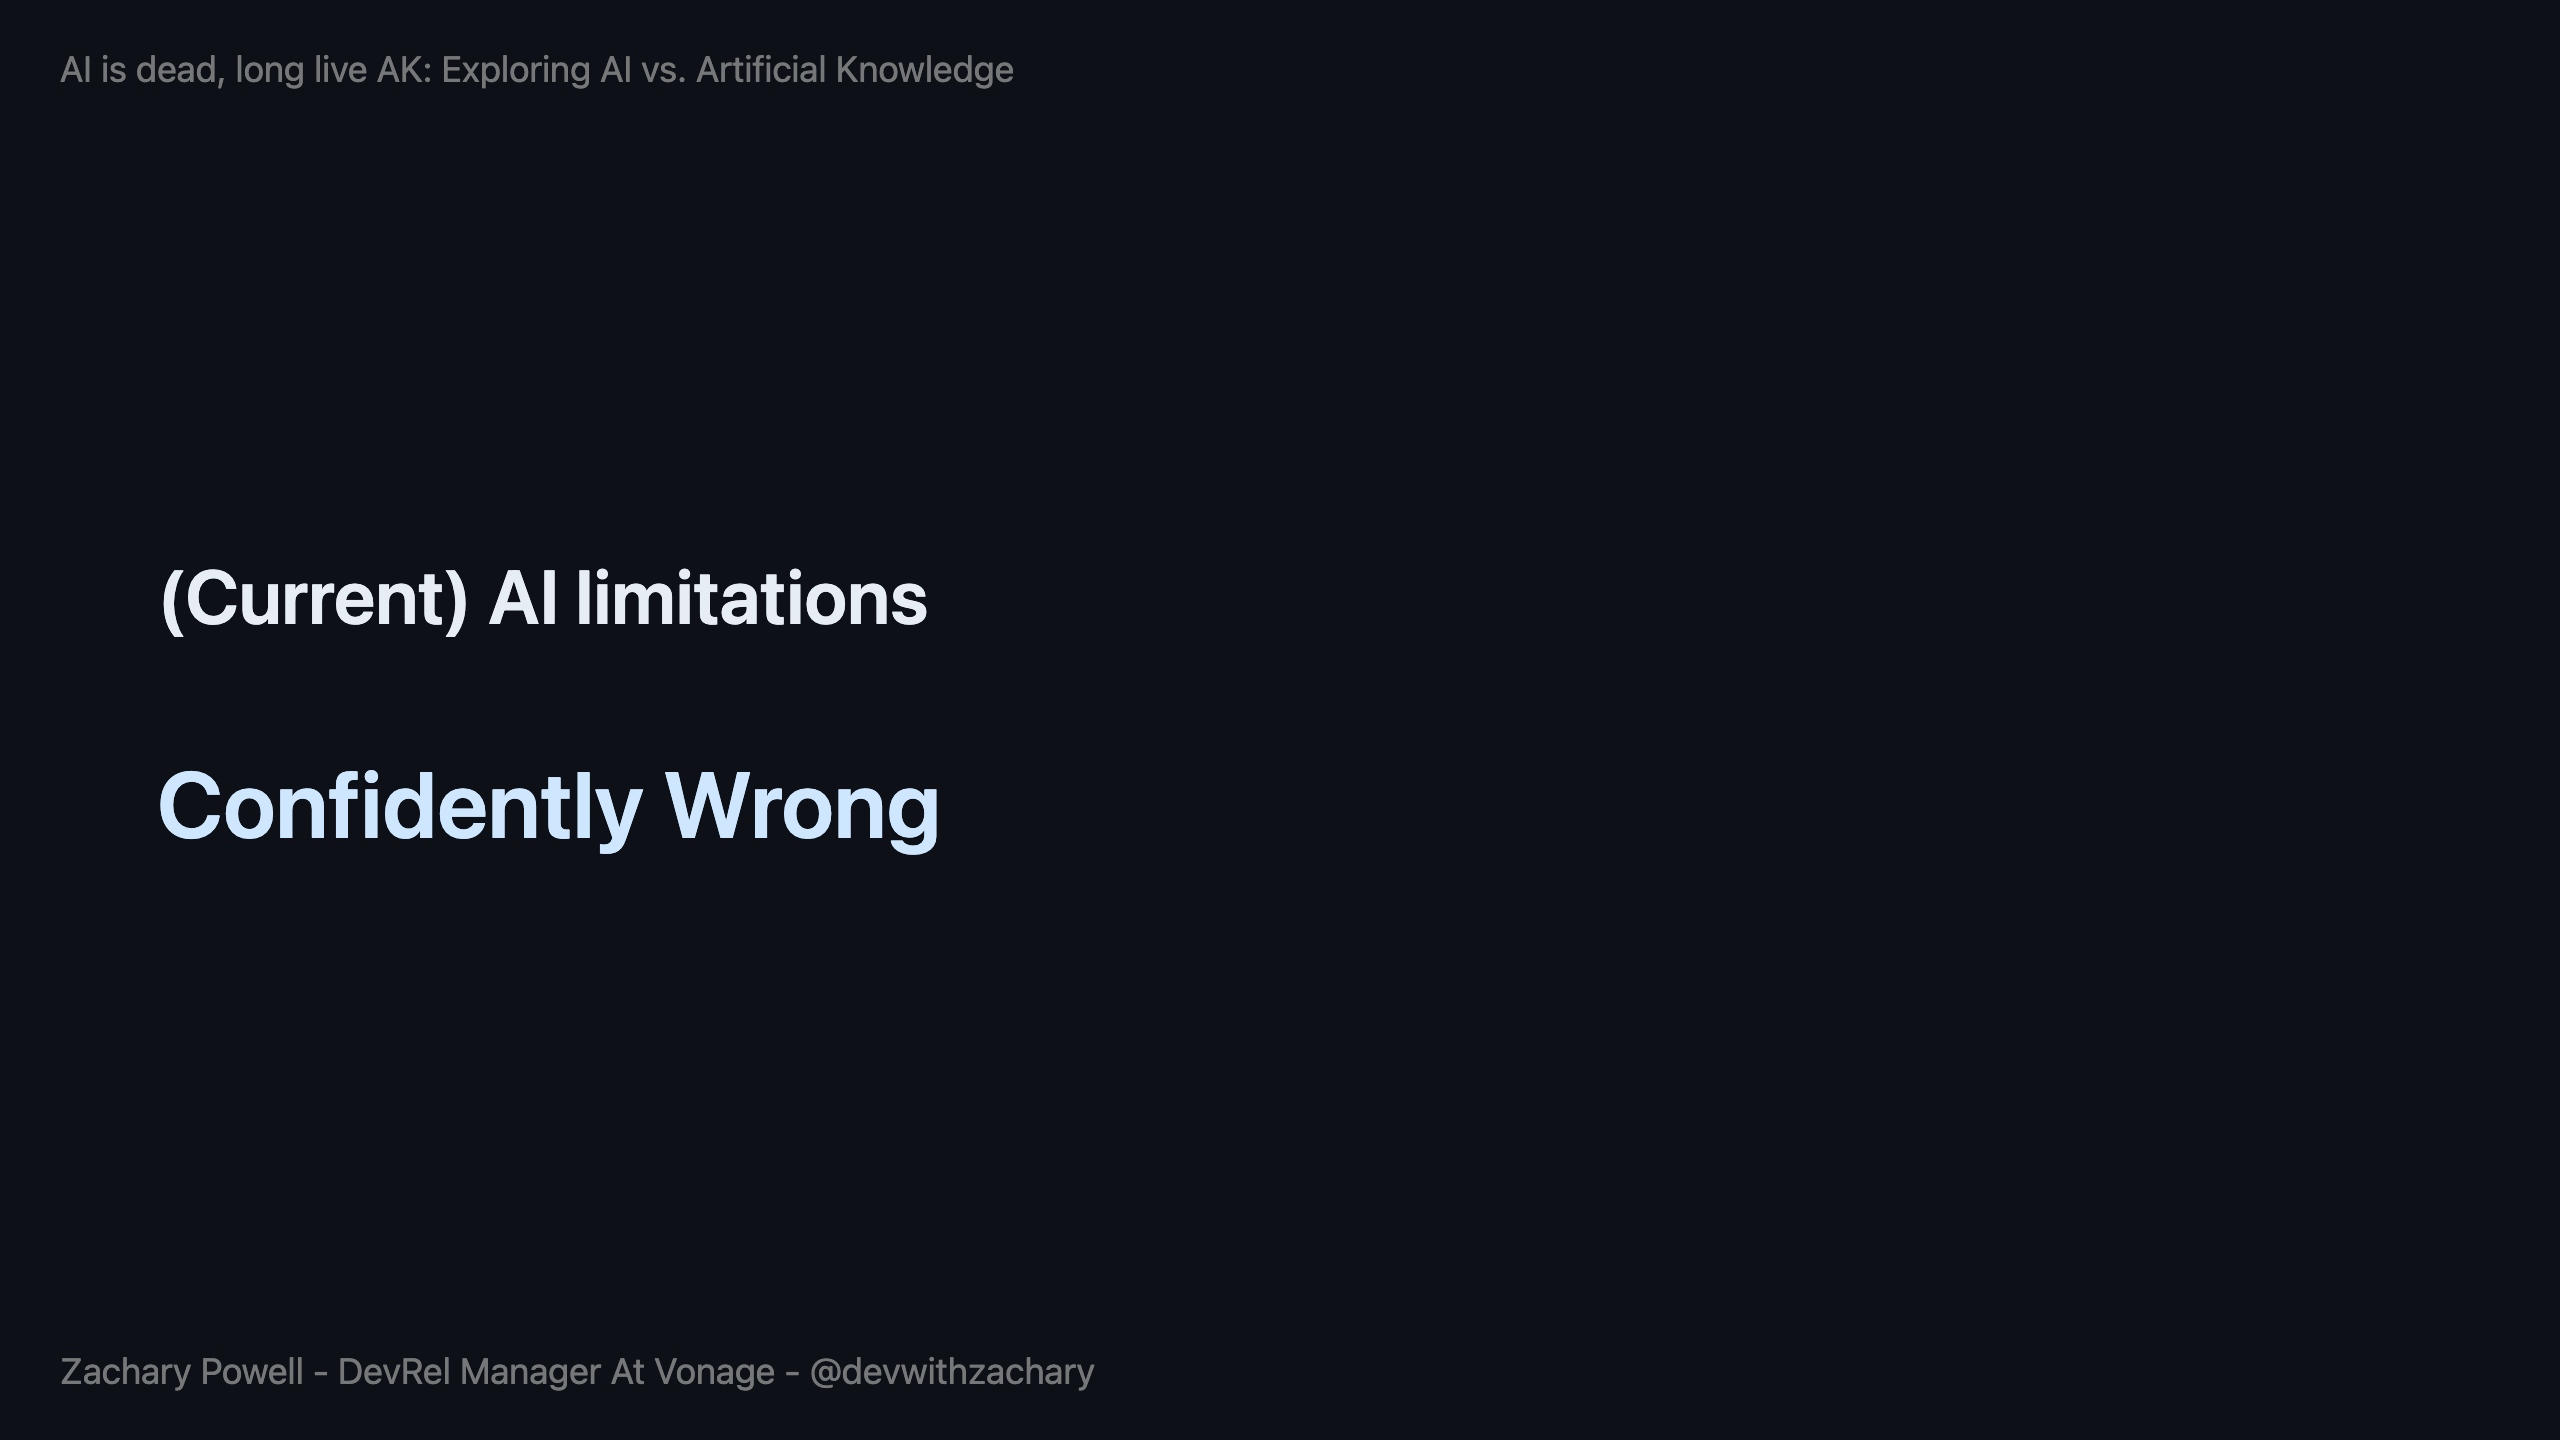 AI is dead, long live AK: Exploring AI vs. Artificial Knowledge
(Current) AI limitations
Confidently Wrong
Zachary Powell - DevRel Manager At Vonage - @devwithzachary